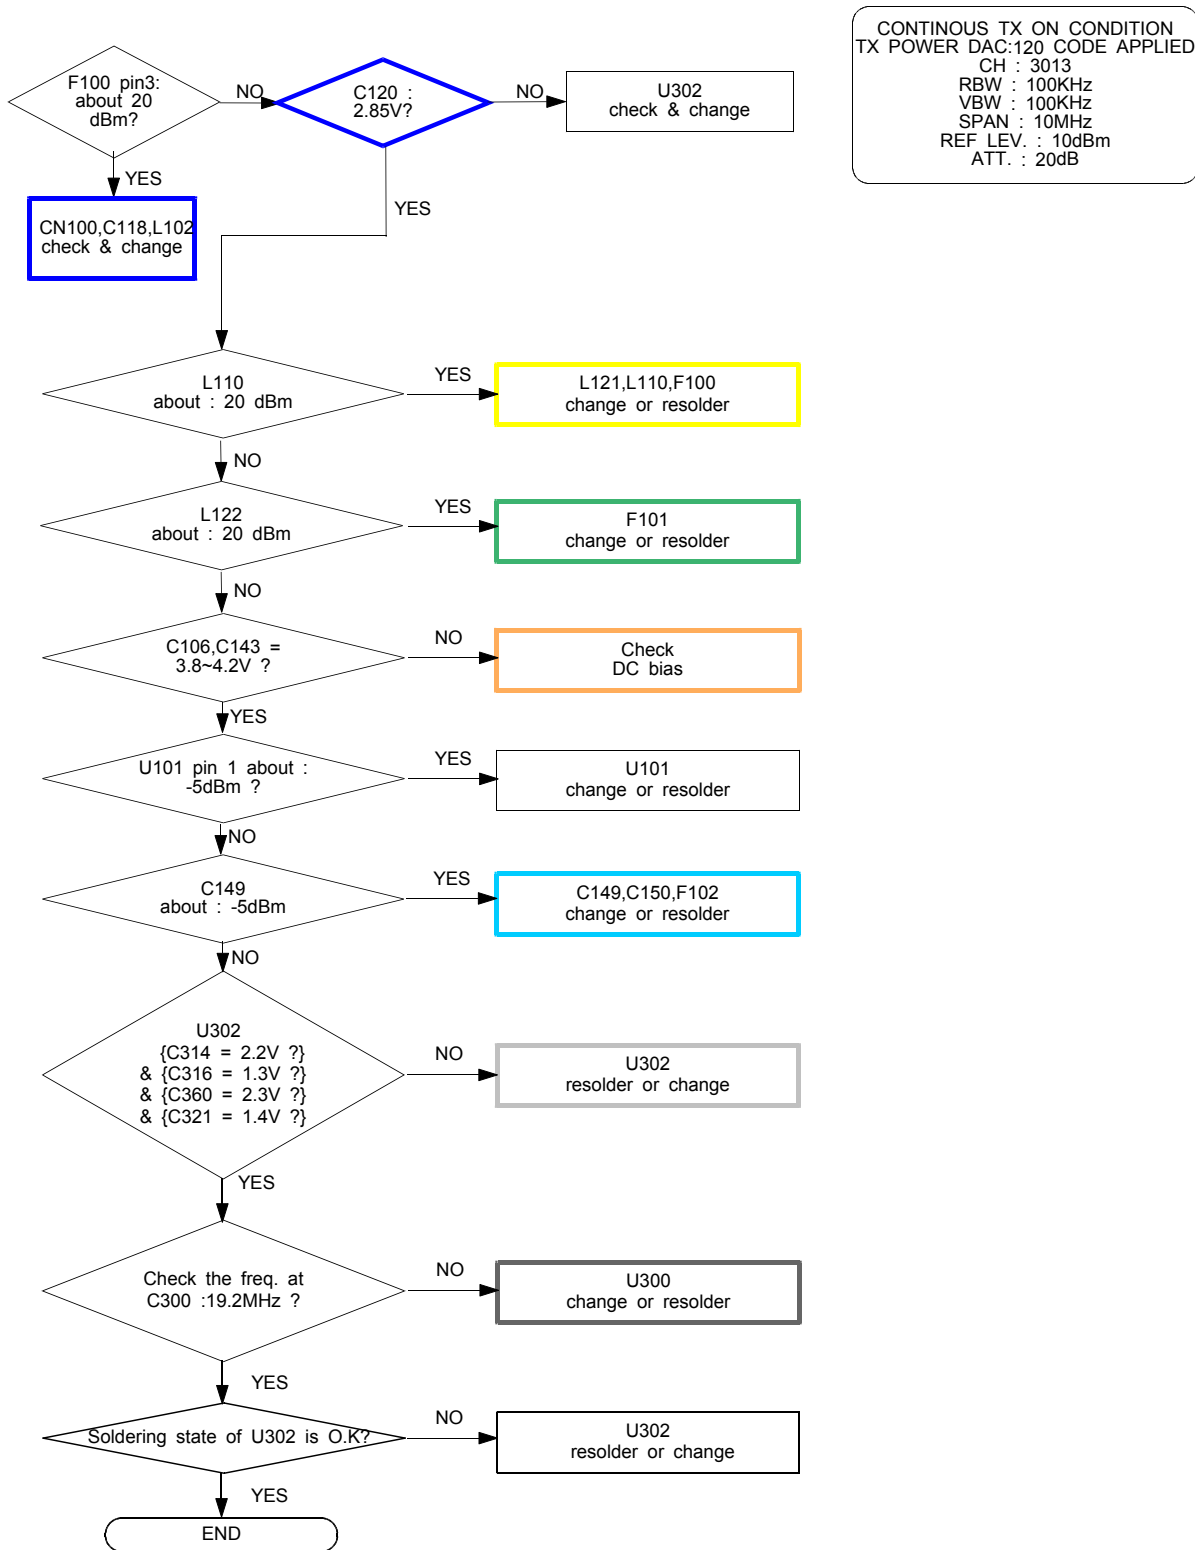 CONTINOUS TX ON CONDITION
TX POWER DAC:120 CODE APPLIED
CH : 3013
RBW : 100KHz
VBW : 100KHz
SPAN : 10MHz
REF LEV. : 10dBm
ATT. : 20dB
F100 pin3:
about 20
dBm?
NO
C120 :
2.85V?
NO
U302
check & change
YES
CN100,C118,L102
check & change
YES
L110
about : 20 dBm
YES
L121,L110,F100
change or resolder
NO
L122
about : 20 dBm
YES
F101
change or resolder
NO
C106,C143 =
3.8~4.2V ?
NO
Check
DC bias
YES
U101 pin 1 about :
-5dBm ?
YES
U101
change or resolder
NO
C149
about : -5dBm
YES
C149,C150,F102
change or resolder
NO
U302
{C314 = 2.2V ?}
& {C316 = 1.3V ?}
& {C360 = 2.3V ?}
& {C321 = 1.4V ?}
NO
U302
resolder or change
YES
Check the freq. at
C300 :19.2MHz ?
NO
U300
change or resolder
YES
Soldering state of U302 is O.K?
NO
U302
resolder or change
YES
END